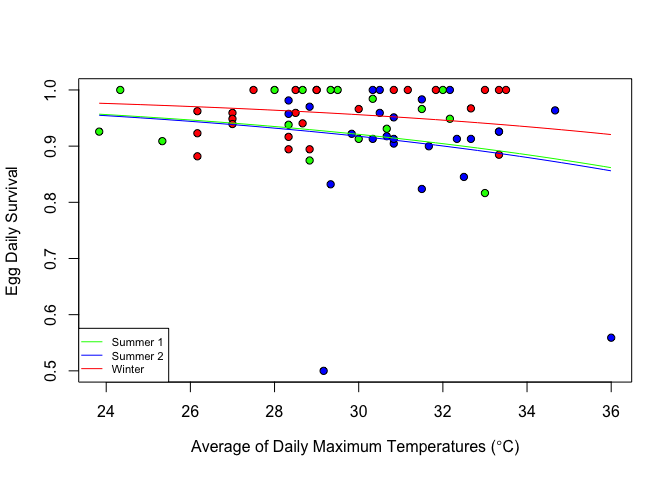 1.0
0.9
0.8
0.7
0.6
0.5
Egg Daily Survival
Summer 1
Summer 2
Winter
24 26 28 30 32 34 36
Average of Daily Maximum Temperatures (°C)